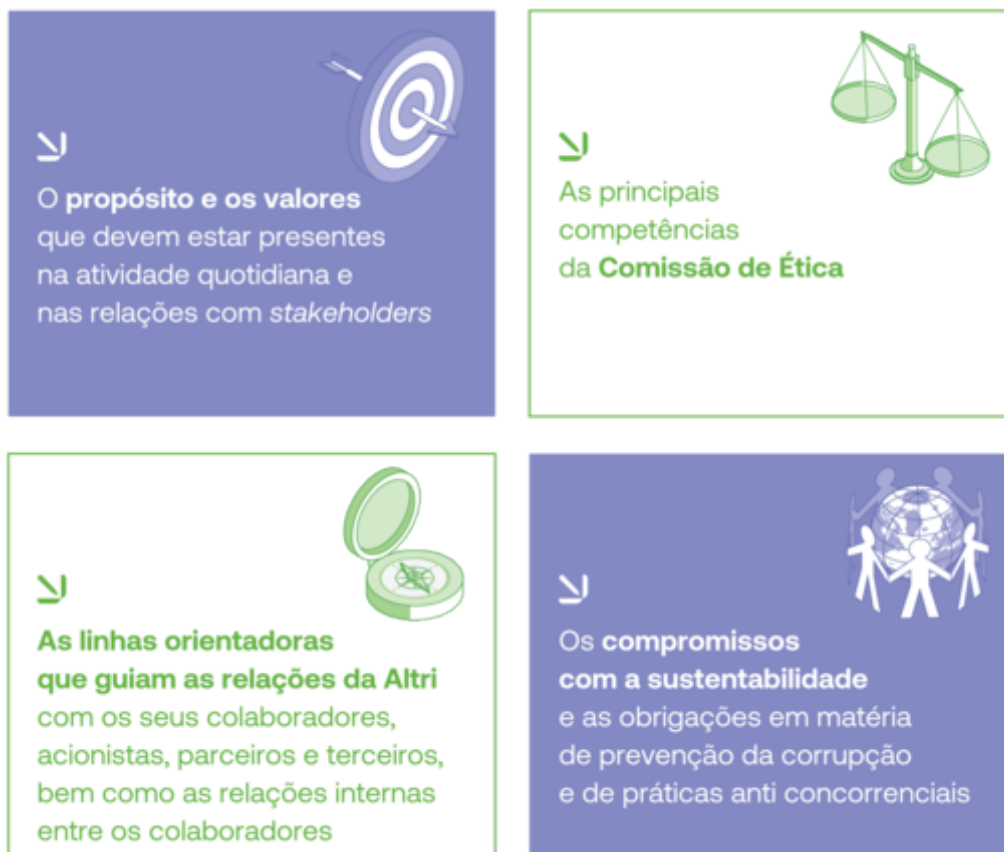 O propósito e os valores
que devem estar presentes
na atividade quotidiana e
nas relações com stakeholders
As principais
competências
da Comissão de Ética
As linhas orientadoras
que guiam as relações da Altri
com os seus colaboradores,
acionistas, parceiros e terceiros,
bem como as relações internas
entre os colaboradores
Os compromissos
com a sustentabilidade
e as obrigações em matéria
de prevenção da corrupção
e de práticas anti concorrenciais